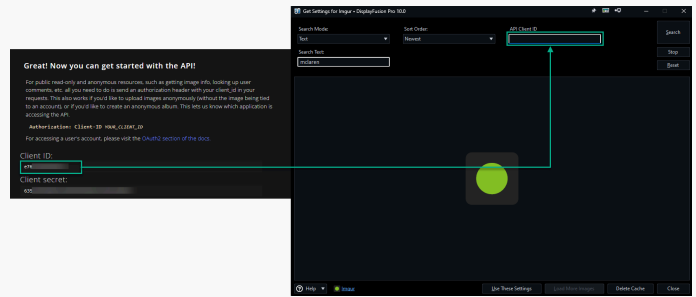 Great! Now you can get started with the API!
For public read-only and anonymous resources, such as getting image info, looking up
user comments, etc. all you need to do is send an authorization header with your client_id in your
requests. This also works if you'd like to upload images anonymously (without the image being tied
to an account), or if you'd like to create an anonymous album. This lets us know which application is
accessing the API.
Authorization: Client-ID YOUR_CLIENT_ID
For accessing a user's account, please visit the OAuth2 section of the docs.
Client ID:
e76
Client secret:
635
Get Settings for Imgur • DisplayFusion Pro 10.0
Search Mode:
Text
Sort Order:
Newest
API Client ID
Search
Search Text:
mclaren
Stop
Reset
Help
Imgur
Use These Settings
Load More Images
Delete Cache
Close